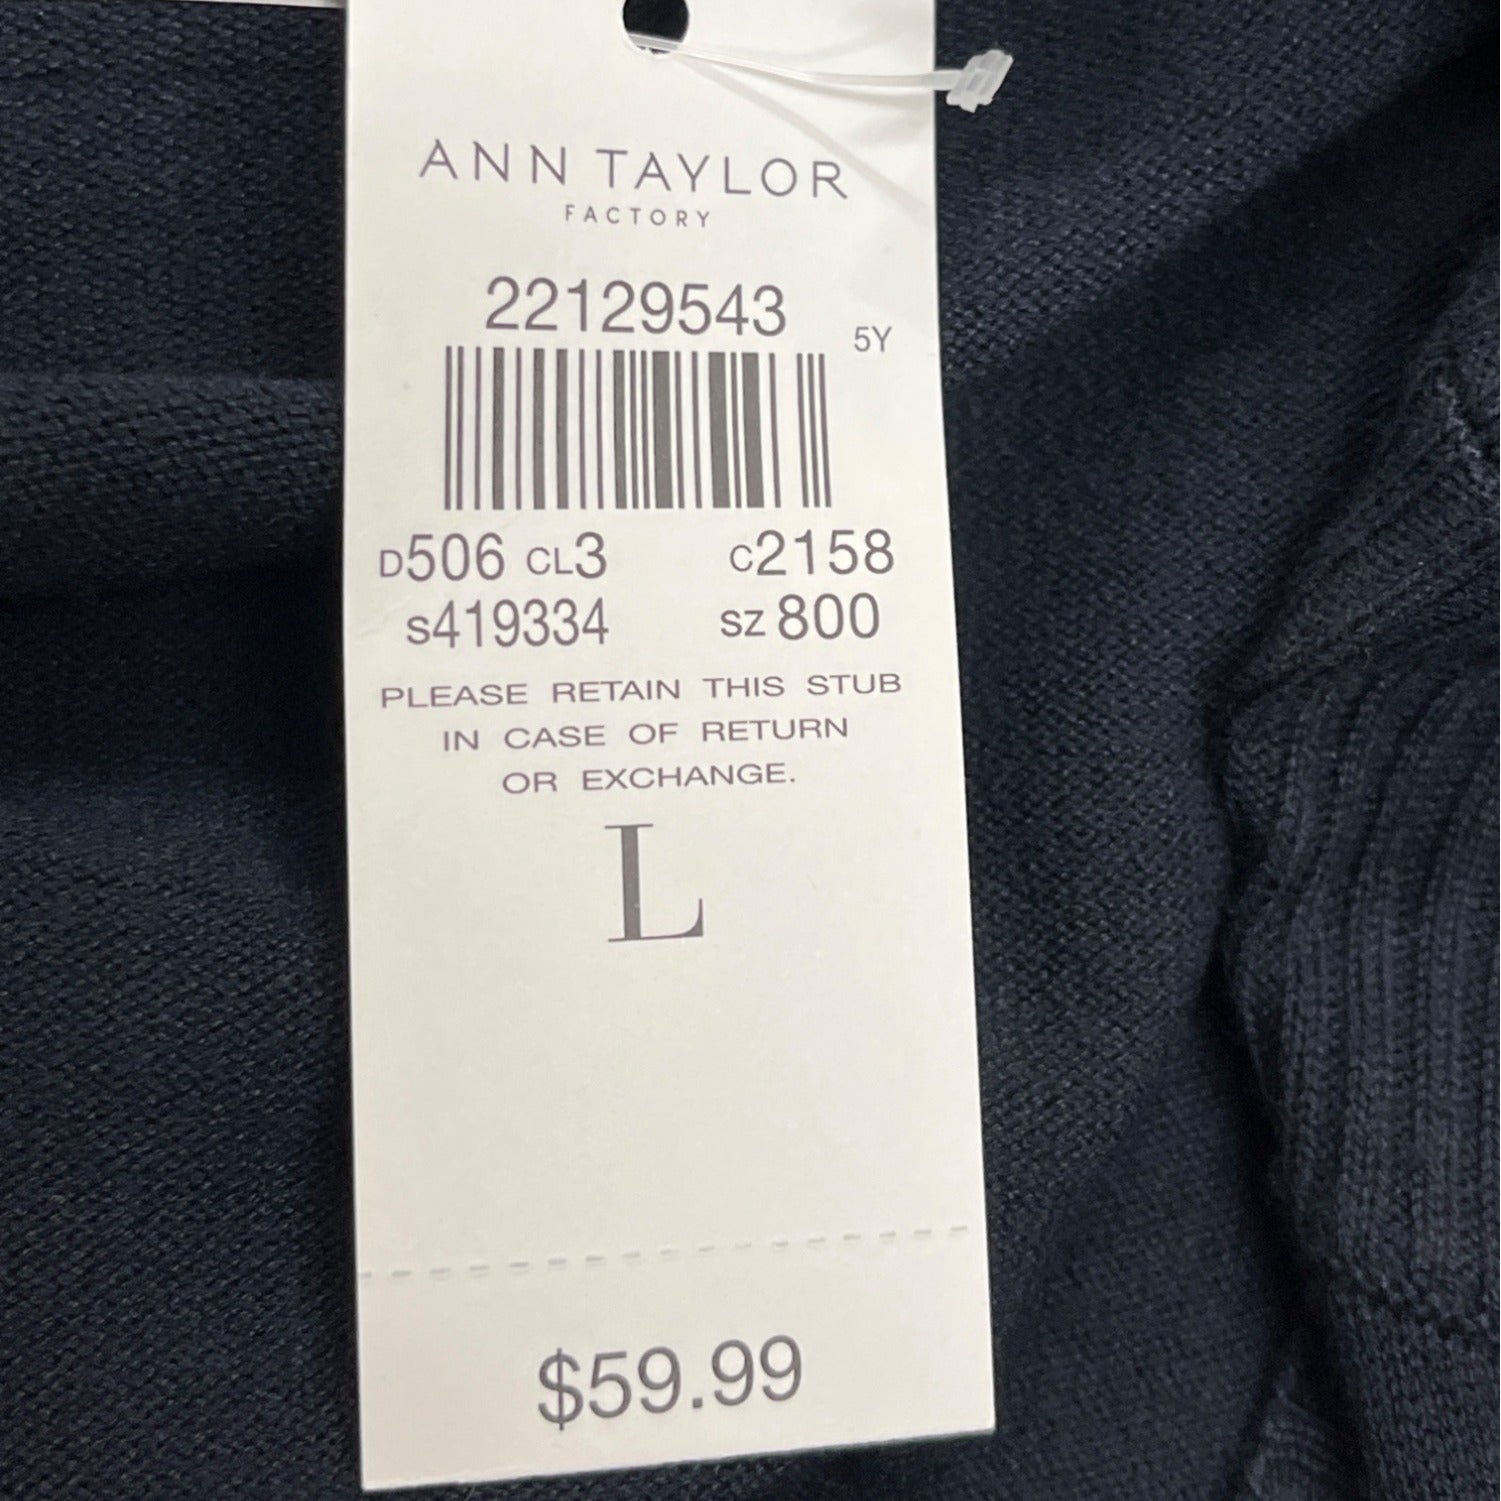 ANN TAYLOR
FACTORY
22129543
5Y
D506 CL3 C2158
S419334 SZ 800
PLEASE RETAIN THIS STUB
IN CASE OF RETURN
OR EXCHANGE.
L
$59.99